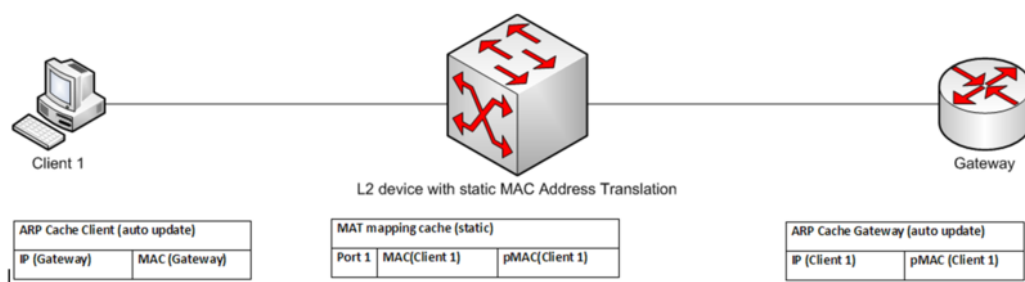 Client 1
L2 device with static MAC Address Translation
Gateway
ARP Cache Client (auto update)
IP (Gateway) MAC (Gateway)
MAT mapping cache (static)
Port 1 MAC(Client 1) pMAC(Client 1)
ARP Cache Gateway (auto update)
IP (Client 1) pMAC (Client 1)